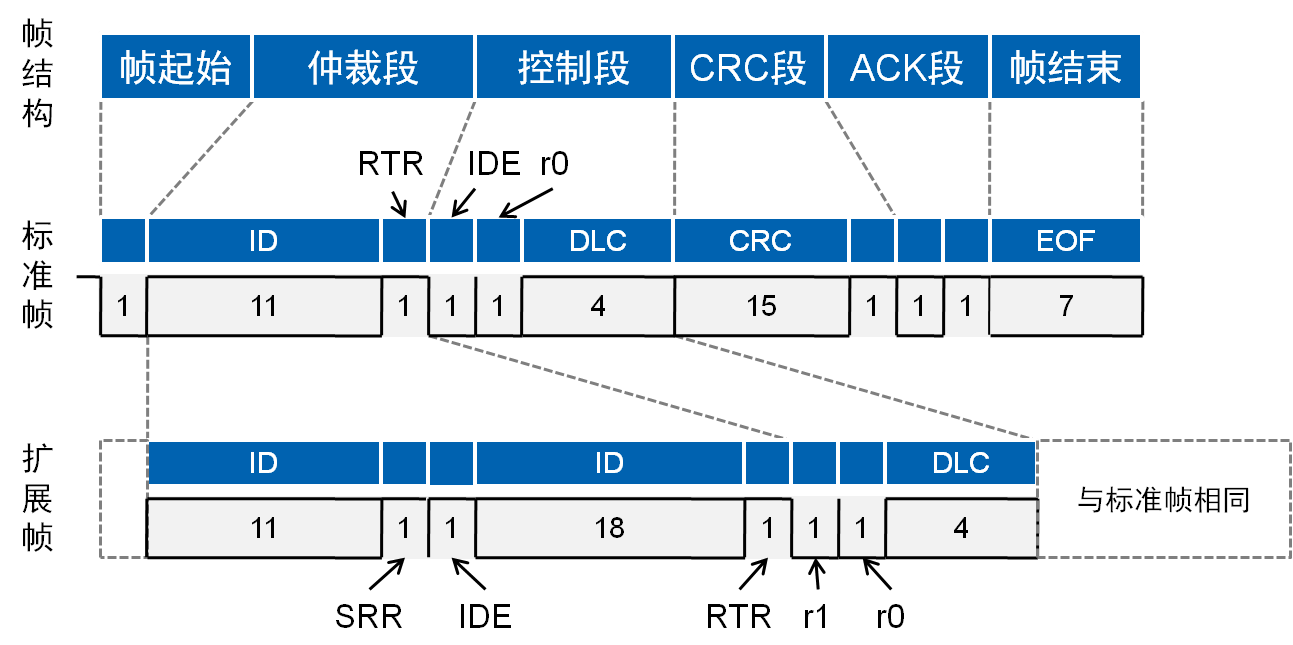 帧结构
帧起始 仲裁段 控制段 CRC段 ACK段 帧结束
RTR IDE r0
标准帧
ID DLC CRC EOF
1 11 1 1 1 4 15 1 1 1 7
扩展帧
ID ID DLC
与标准帧相同
11 1 1 18 1 1 1 4
SRR IDE RTR r1 r0